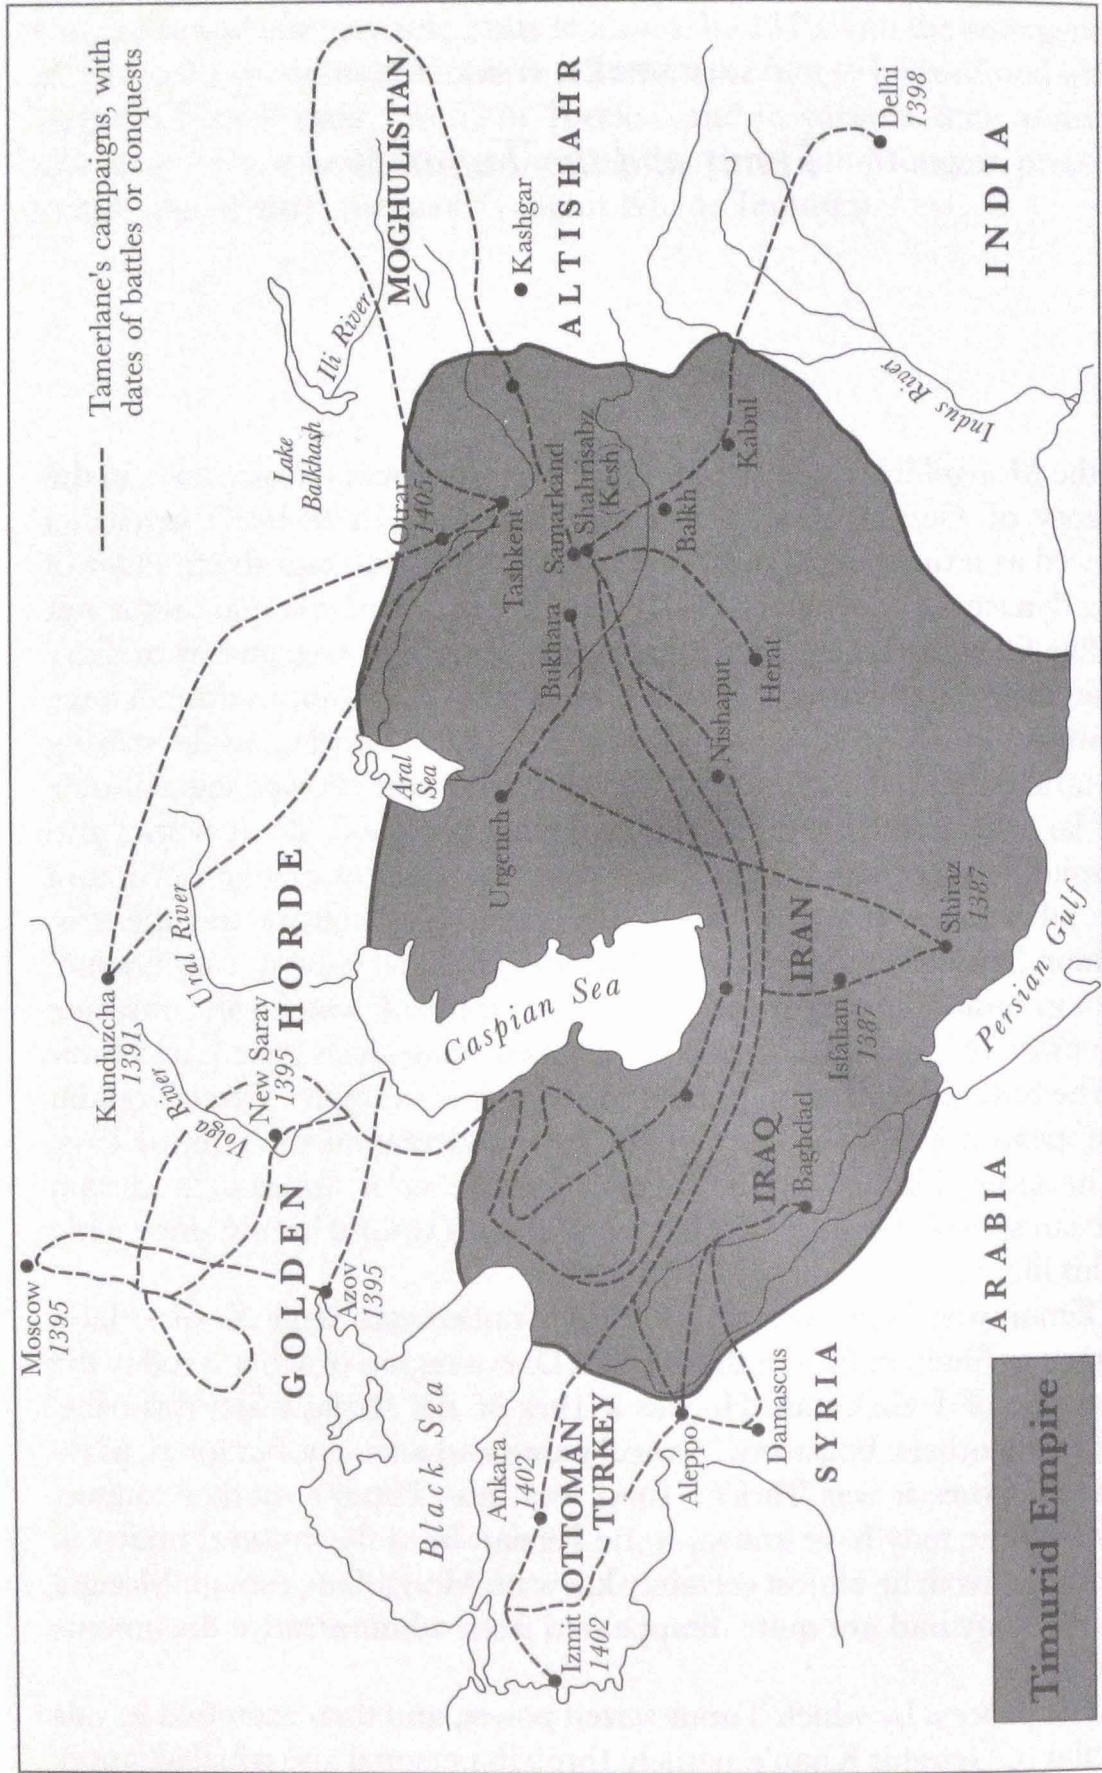 Tamerlane's campaigns, with
dates of battles or conquests
Moscow
1395
Kunduzcha
1391
Volga
River
Ural River
New Saray
1395
GOLDEN HORDE
Azov
1395
Black Sea
Caspian Sea
Aral
Sea
Lake
Balkhash
Ili River
MOGHULISTAN
Otrar
1405
Tashkent
Kashgar
ALTISHAHR
Urgench
Bukhara
Samarkand
Shahrisabz
(Kesh)
Balkh
Kabul
Herat
Nishaput
Delhi
1398
INDIA
Indus River
Ankara
1402
Izmit
1402
OTTOMAN
TURKEY
Aleppo
Damascus
SYRIA
IRAQ
Baghdad
IRAN
Isfahan
1387
Shiraz
1387
Persian Gulf
ARABIA
Timurid Empire